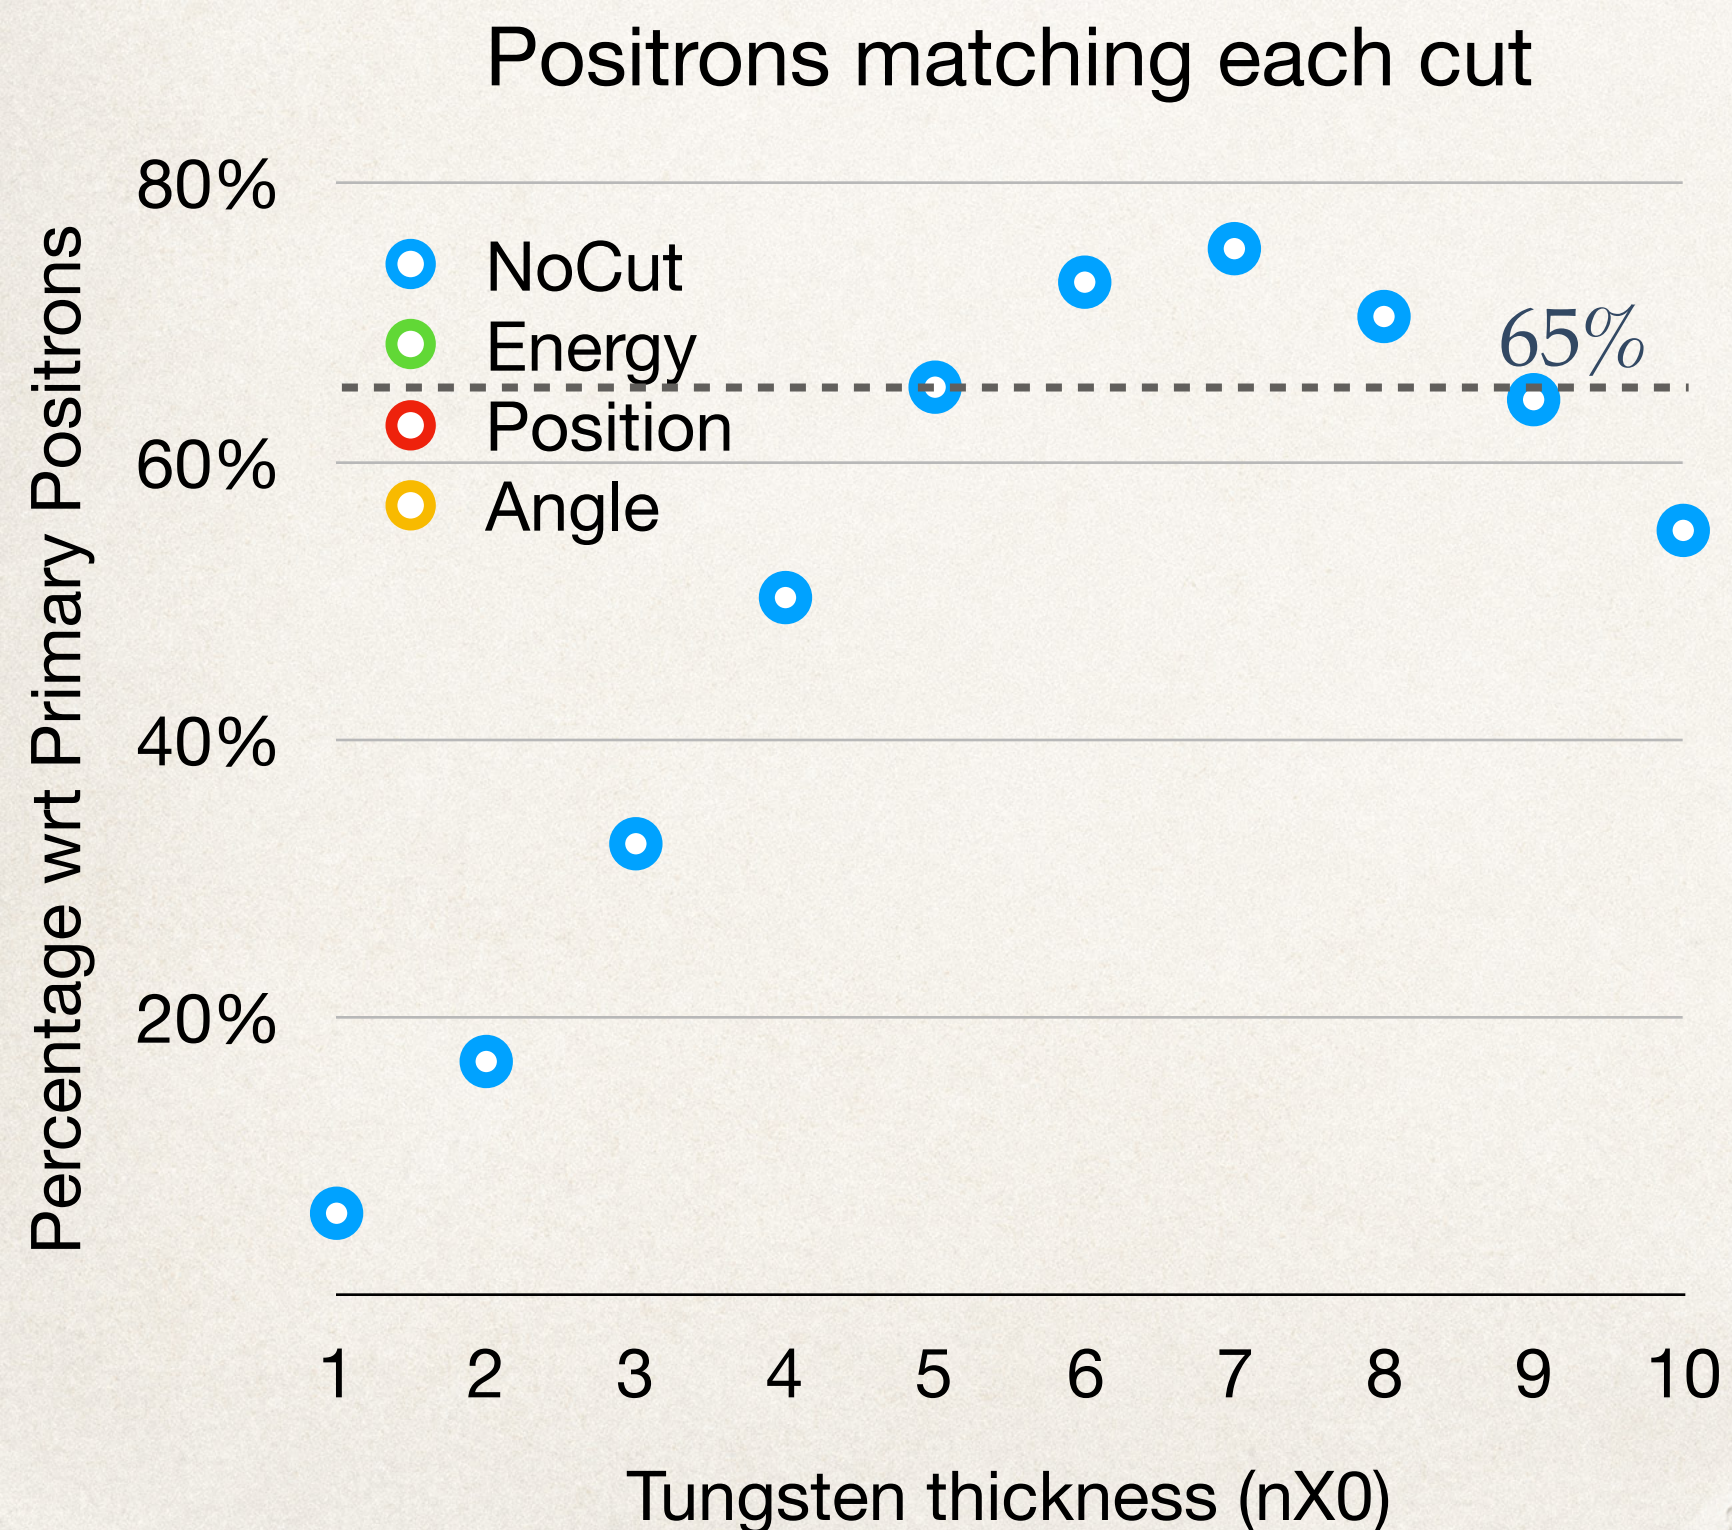 Positrons matching each cut
80%
NoCut
Energy
65%
Position
60%
Angle
40%
20%
Percentage wrt Primary Positrons
1 2 3 4 5 6 7 8 9 10
Tungsten thickness (nX0)